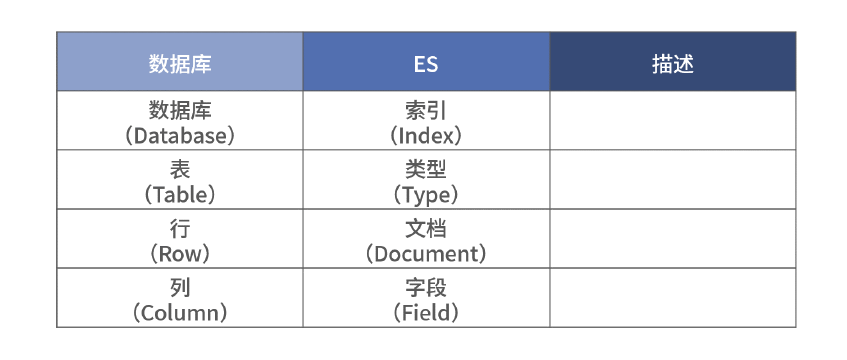 数据库 ES 描述
数据库 索引
（Database） （Index）
表 类型
（Table） （Type）
行 文档
（Row） （Document）
列 字段
（Column） （Field）